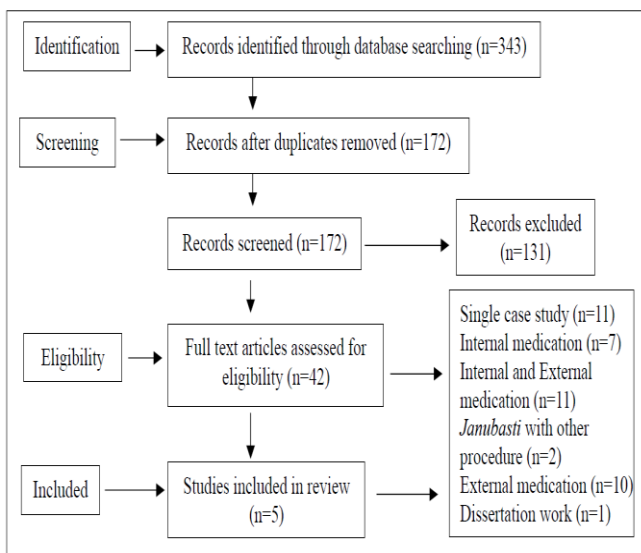 Identification
Records identified through database searching (n=343)
Screening
Records after duplicates removed (n=172)
Records screened (n=172)
Records excluded
(n=131)
Eligibility
Full text articles assessed for
eligibility (n=42)
Single case study (n=11)
Internal medication (n=7)
Internal and External
medication (n=11)
Janubasti with other
procedure (n=2)
External medication (n=10)
Dissertation work (n=1)
Included
Studies included in review
(n=5)